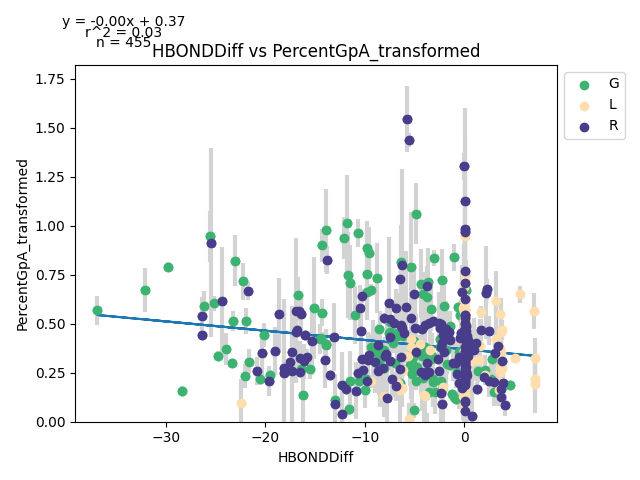 y = -0.00x + 0.37
r^2 = 0.03
n = 455
HBONDDiff vs PercentGpA_transformed
1.75
1.50
1.25
1.00
0.75
0.50
0.25
0.00
PercentGpA_transformed
−30
−20
−10
0
HBONDDiff
G
L
R